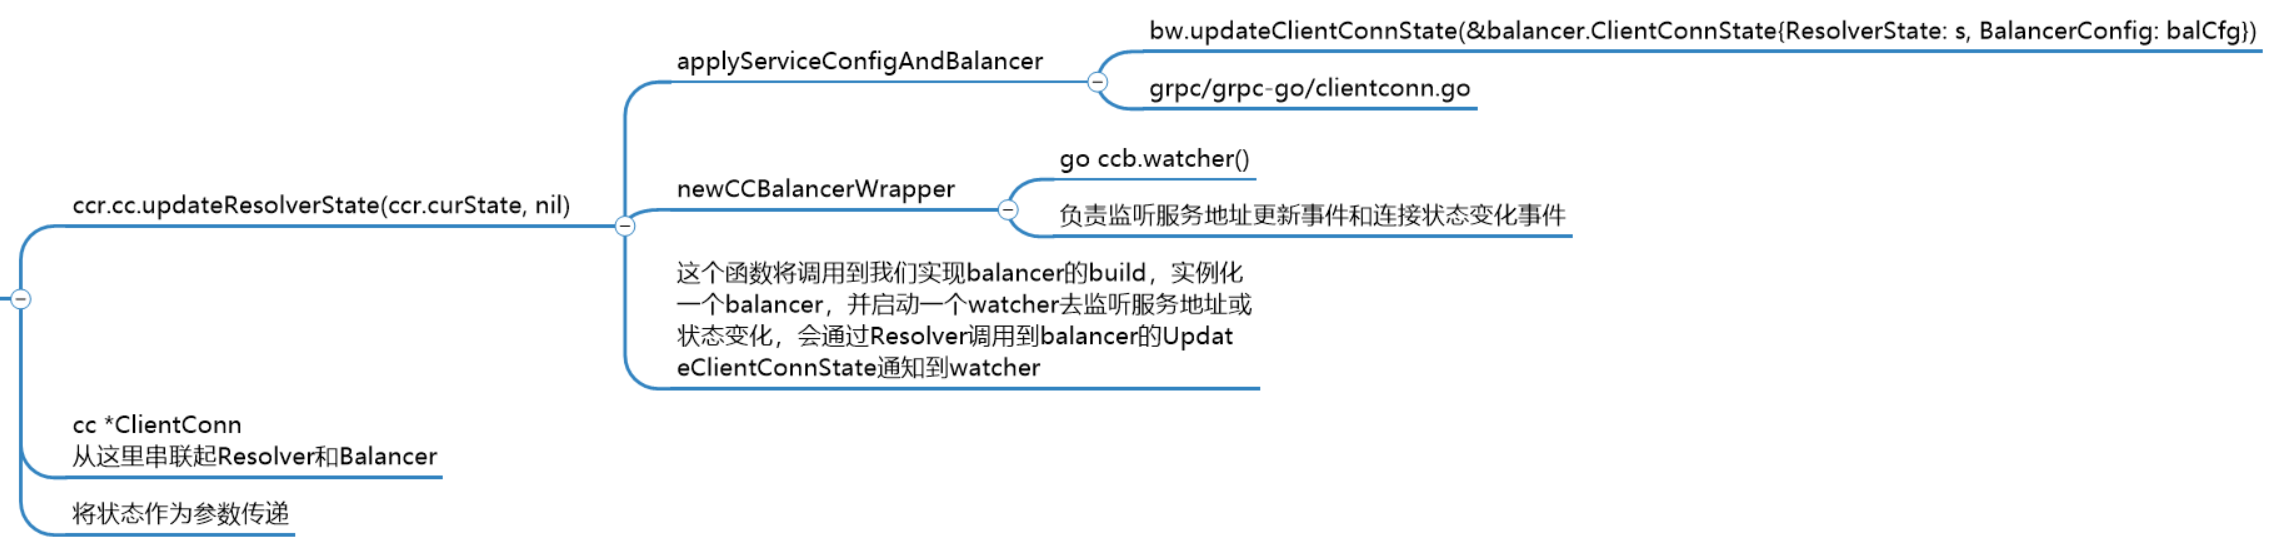 bw.updateClientConnState(&balancer.ClientConnState{ResolverState: s, BalancerConfig: balCfg})
applyServiceConfigAndBalancer
grpc/grpc-go/clientconn.go
go ccb.watcher()
newCCBalancerWrapper
ccr.cc.updateResolverState(ccr.curState, nil)
负责监听服务地址更新事件和连接状态变化事件
这个函数将调用到我们实现balancer的build，实例化
一个balancer，并启动一个watcher去监听服务地址或
状态变化，会通过Resolver调用到balancer的Updat
eClientConnState通知到watcher
cc *ClientConn
从这里串联起Resolver和Balancer
将状态作为参数传递